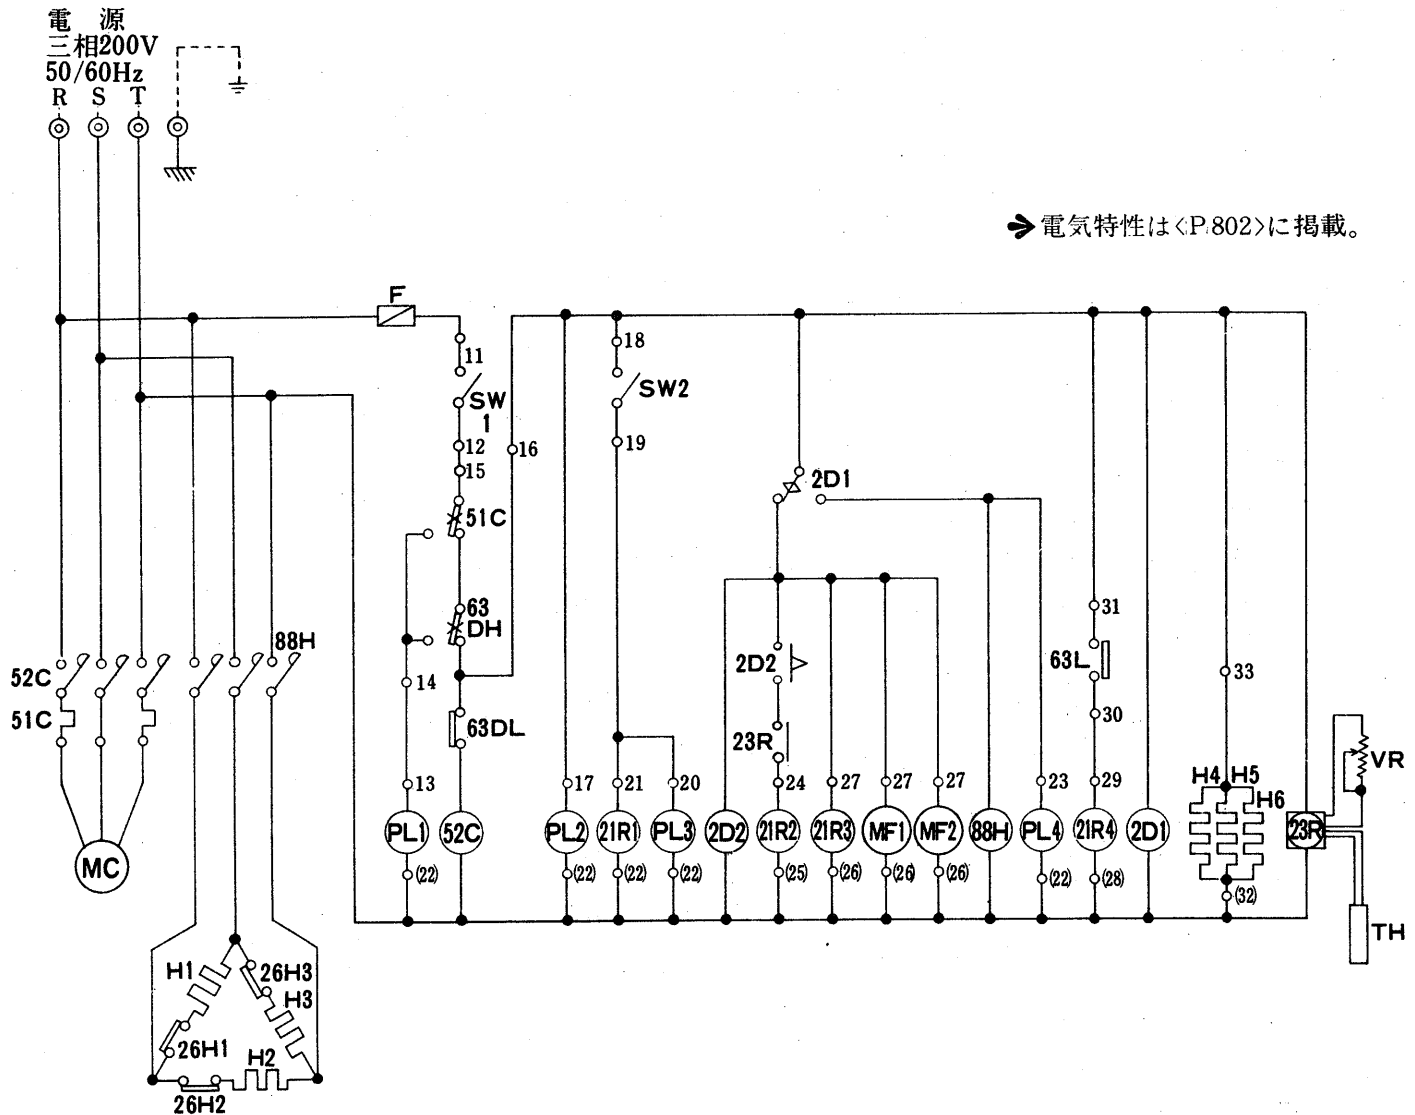 電 源
三相200V
50/60Hz
R S T
➔ 電気特性は〈P.802〉に掲載。
F
11
18
SW
1
SW2
12
16
19
15
2D1
51C
63
DH
31
88H
2D2
63L
33
52C
14
51C
63DL
30
23R
VR
13
17
21
20
24
27
27
27
23
29
H4
H5
H6
PL1
52C
PL2
21R1
PL3
2D2
21R2
21R3
MF1
MF2
88H
PL4
21R4
2D1
23R
MC
(22)
(22)
(22)
(22)
(25)
(26)
(26)
(26)
(22)
(28)
(32)
TH
H1
26H3
H3
26H1
H2
26H2